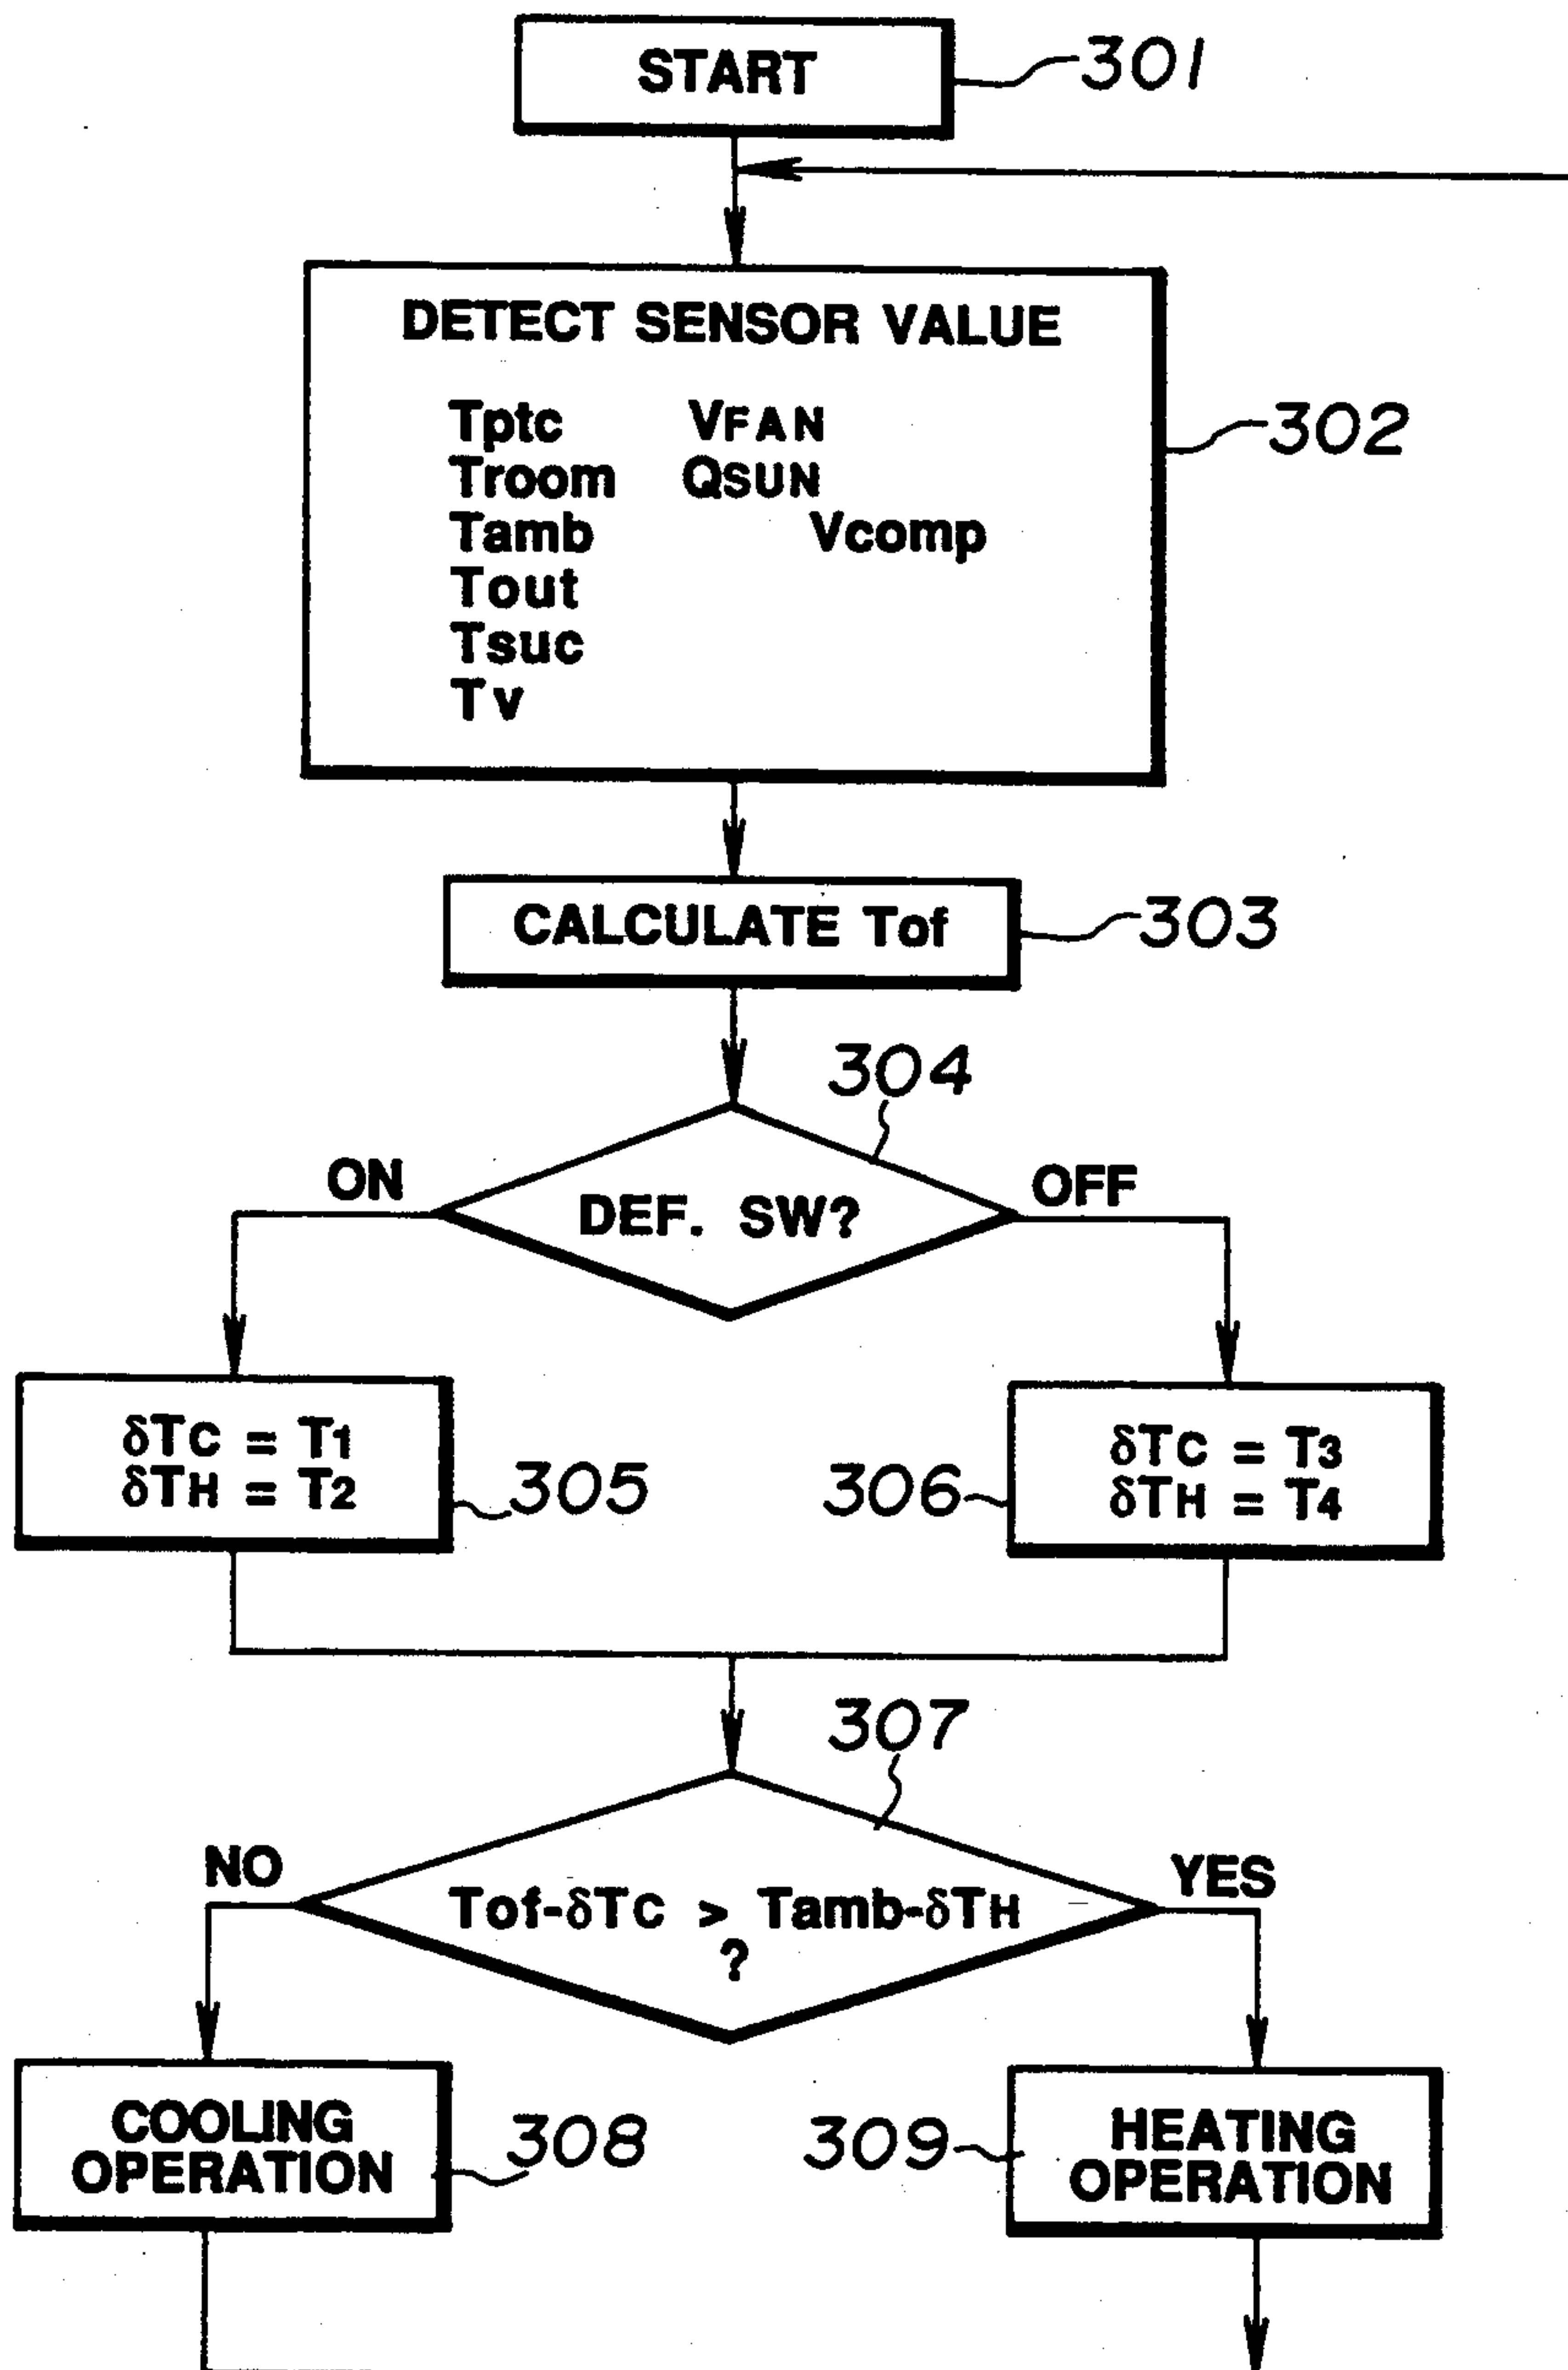 START
301
DETECT SENSOR VALUE
Tptc VFAN
Troom QSUN
Tamb Vcomp
Tout
Tsuc
Tv
302
CALCULATE Tof
303
304
ON
DEF. SW?
OFF
δTC = T1
δTH = T2
305
306
δTC = T3
δTH = T4
307
NO
Tof-δTC > Tamb-δTH
?
YES
COOLING
OPERATION
308
309
HEATING
OPERATION